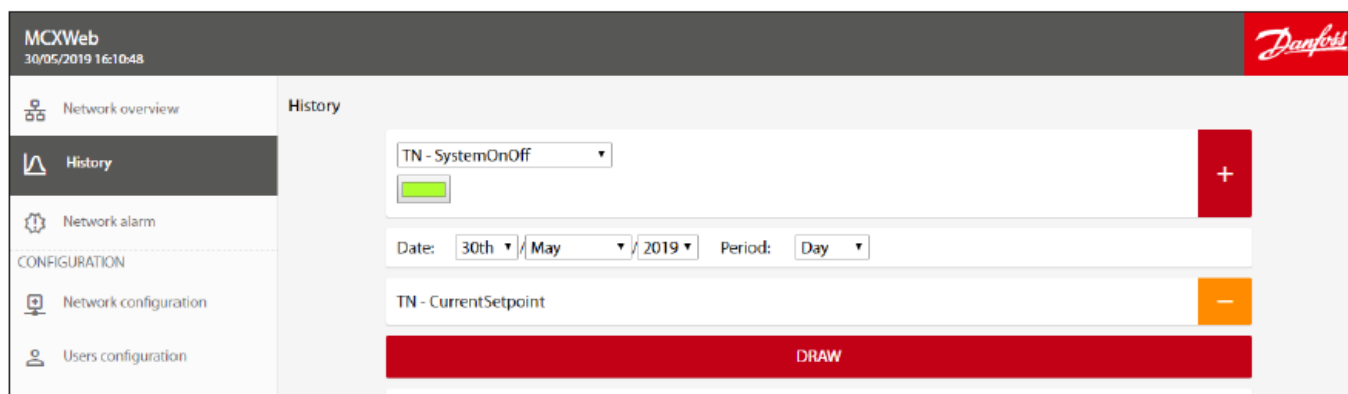 MCXWeb
30/05/2019 16:10:48
Danfoss
Network overview
History
Network alarm
CONFIGURATION
Network configuration
Users configuration
History
TN - SystemOnOff
+
Date: 30th / May / 2019 Period: Day
TN - CurrentSetpoint
−
DRAW